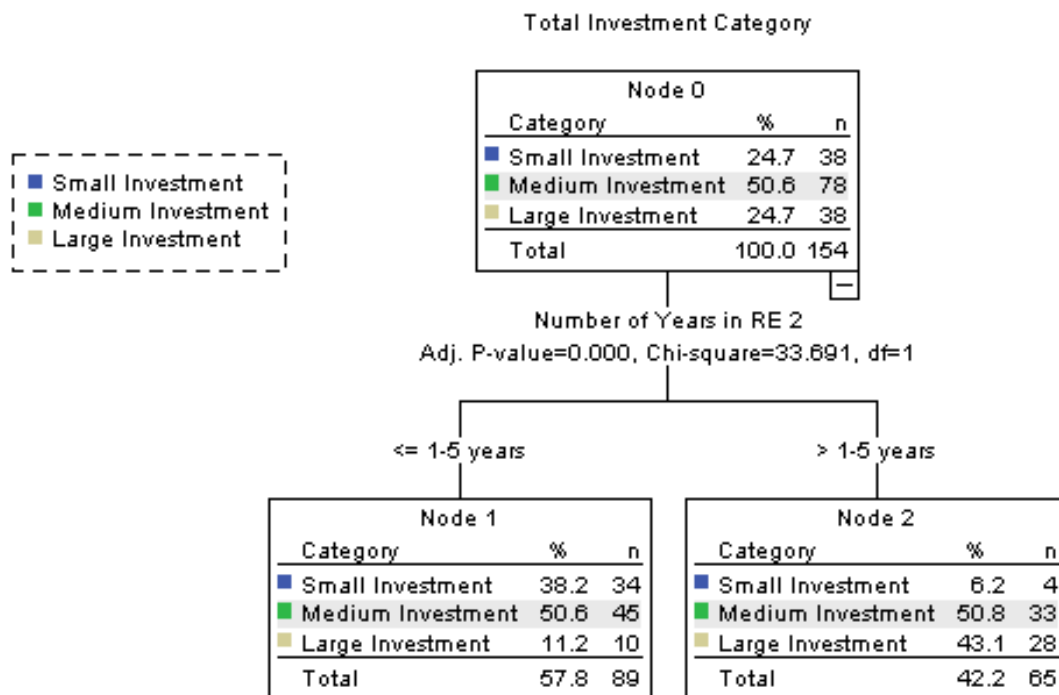 Total Investment Category
Node 0
Category % n
Small Investment 24.7 38
Medium Investment 50.6 78
Large Investment 24.7 38
Total 100.0 154
Small Investment
Medium Investment
Large Investment
Number of Years in RE 2
Adj. P-value=0.000, Chi-square=33.691, df=1
<= 1-5 years
> 1-5 years
Node 1
Category % n
Small Investment 38.2 34
Medium Investment 50.6 45
Large Investment 11.2 10
Total 57.8 89
Node 2
Category % n
Small Investment 6.2 4
Medium Investment 50.8 33
Large Investment 43.1 28
Total 42.2 65